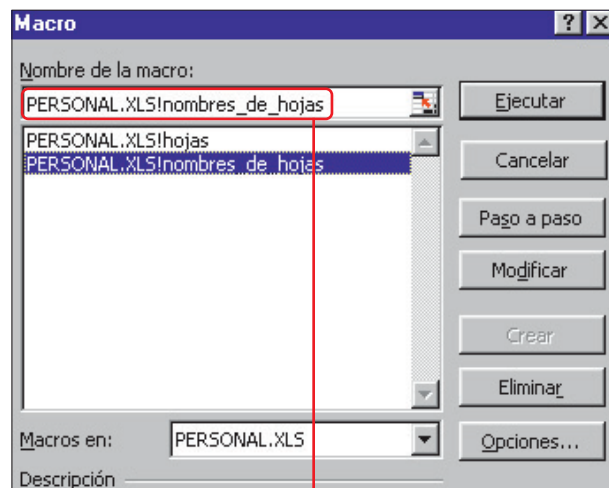 Macro
Nombre de la macro:
PERSONAL.XLS!nombres_de_hojas
Ejecutar
PERSONAL.XLS!hojas
PERSONAL.XLS!nombres_de_hojas
Cancelar
Paso a paso
Modificar
Crear
Eliminar
Macros en:
PERSONAL.XLS
Opciones...
Descripción